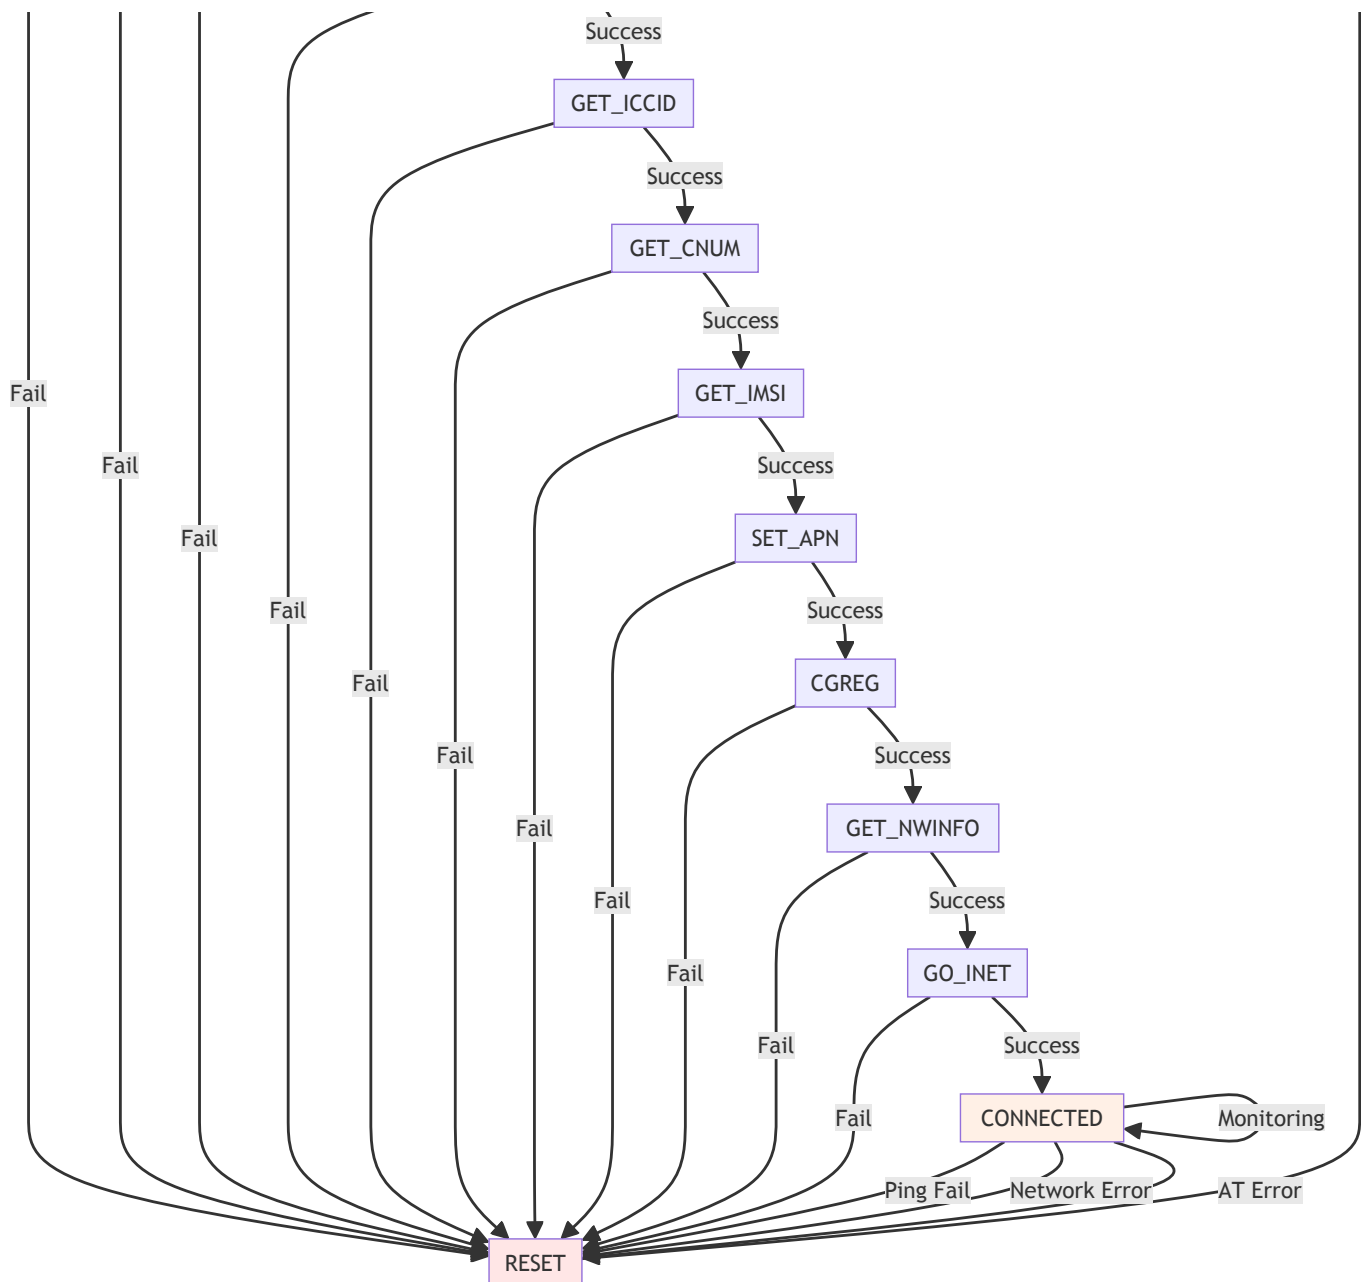 Success
GET_ICCID
Success
GET_CNUM
Success
GET_IMSI
Fail
Success
Fail
SET_APN
Fail
Fail
Success
Fail
CGREG
Fail
Success
Fail
GET_NWINFO
Fail
Success
Fail
GO_INET
Fail
Success
Fail
CONNECTED
Monitoring
Ping Fail
Network Error
AT Error
RESET